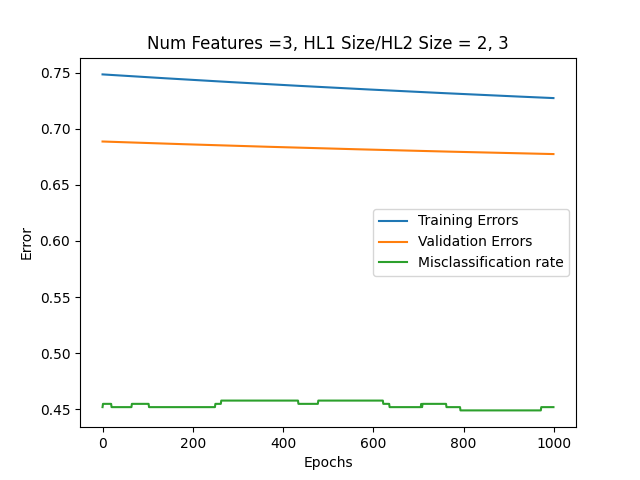 Num Features =3, HL1 Size/HL2 Size = 2, 3
0.75
0.70
0.65
0.60
0.55
0.50
0.45
Error
Training Errors
Validation Errors
Misclassification rate
0 200 400 600 800 1000
Epochs